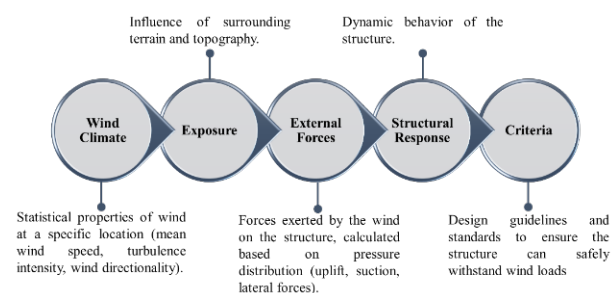 Influence of surrounding
terrain and topography.
Dynamic behavior of the
structure.
Wind
Climate
Exposure
External
Forces
Structural
Response
Criteria
Statistical properties of wind
at a specific location (mean
wind speed, turbulence
intensity, wind directionality).
Forces exerted by the wind
on the structure, calculated
based on pressure
distribution (uplift, suction,
lateral forces).
Design guidelines and
standards to ensure the
structure can safely
withstand wind loads